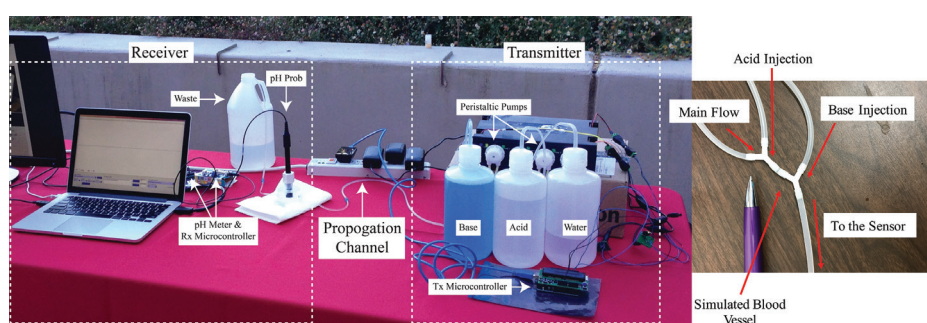 Receiver
Transmitter
pH Prob
Waste
Peristaltic Pumps
pH Meter &
Rx Microcontroller
Propogation
Channel
Base
Acid
Water
Tx Microcontroller
Acid Injection
Main Flow
Base Injection
To the Sensor
Simulated Blood
Vessel